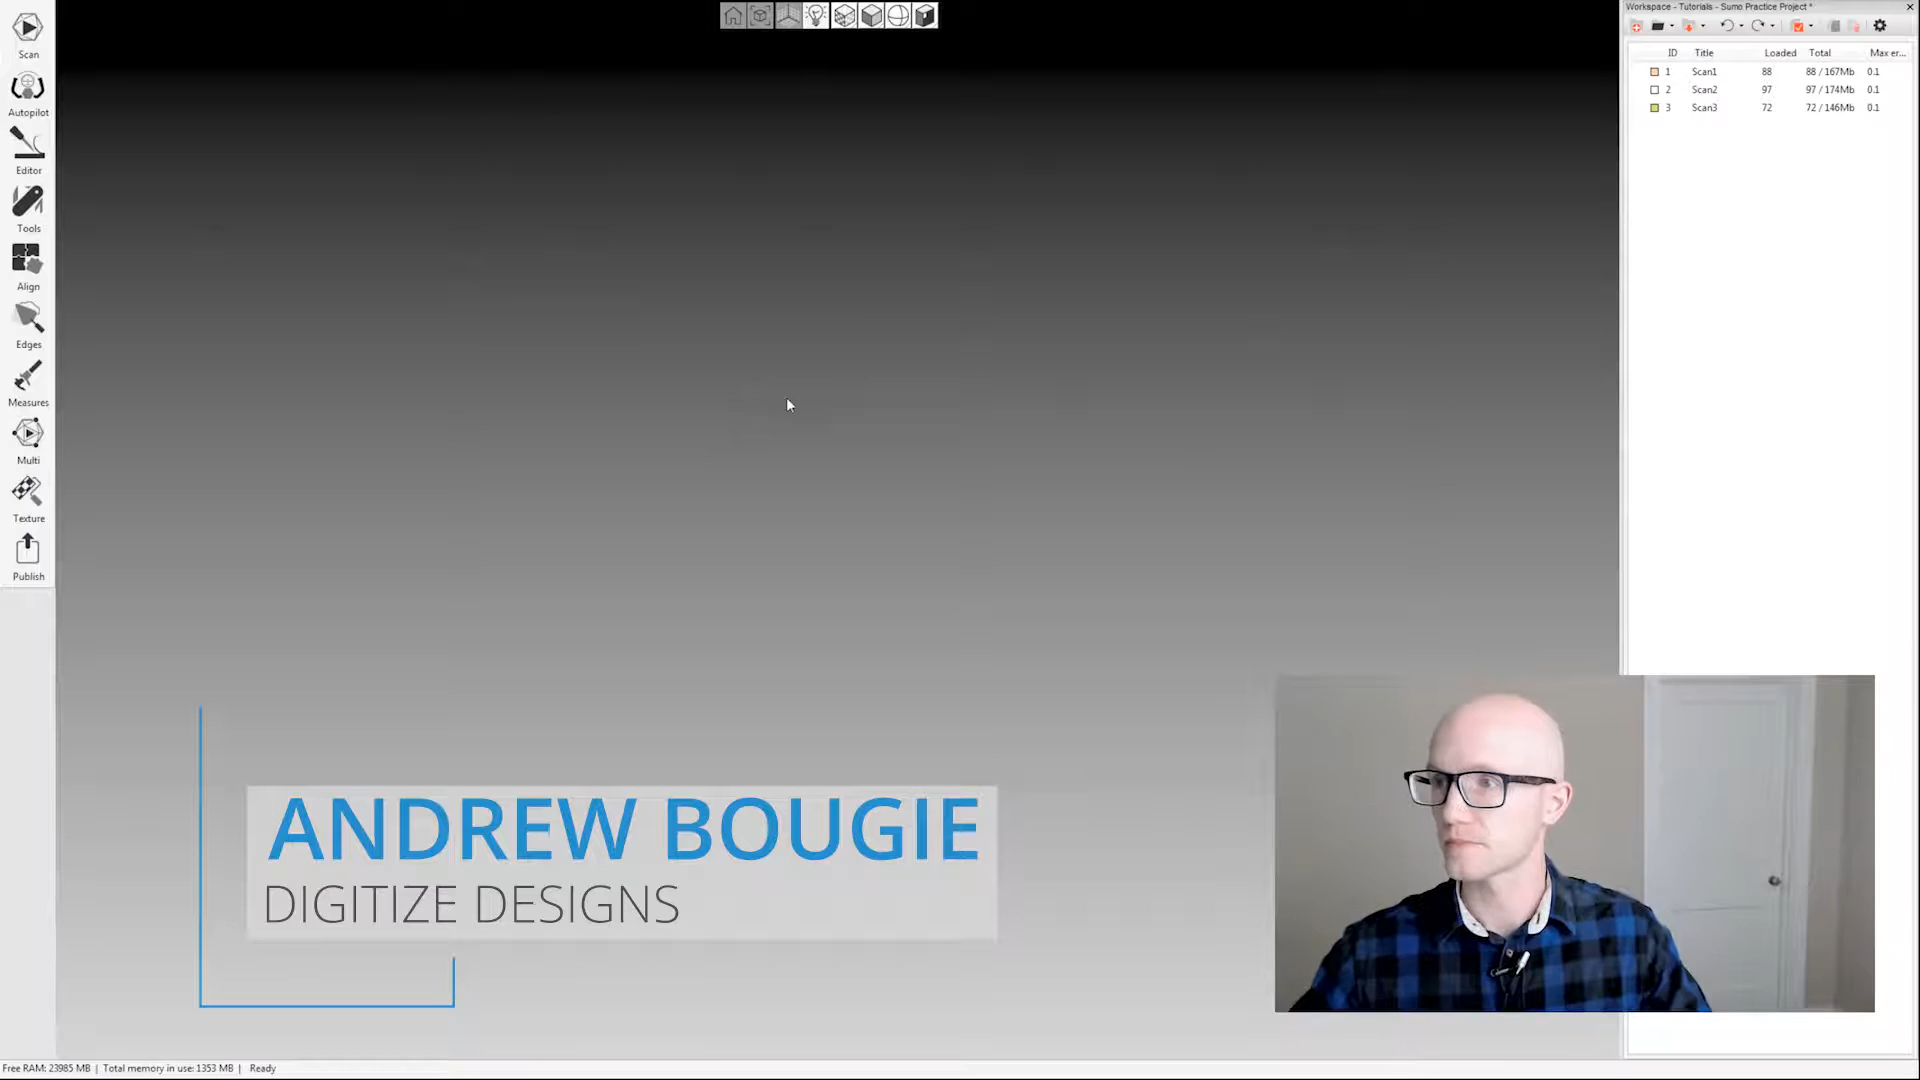 Workspace - Tutorials - Sumo Practice Project *
Scan
Autopilot
Editor
Tools
Align
Edges
Measures
Multi
Texture
Publish
ID Title Loaded Total Max er...
1 Scan1 88 88 / 167Mb 0.1
2 Scan2 97 97 / 174Mb 0.1
3 Scan3 72 72 / 146Mb 0.1
ANDREW BOUGIE
DIGITIZE DESIGNS
Free RAM: 23985 MB | Total memory in use: 1353 MB | Ready